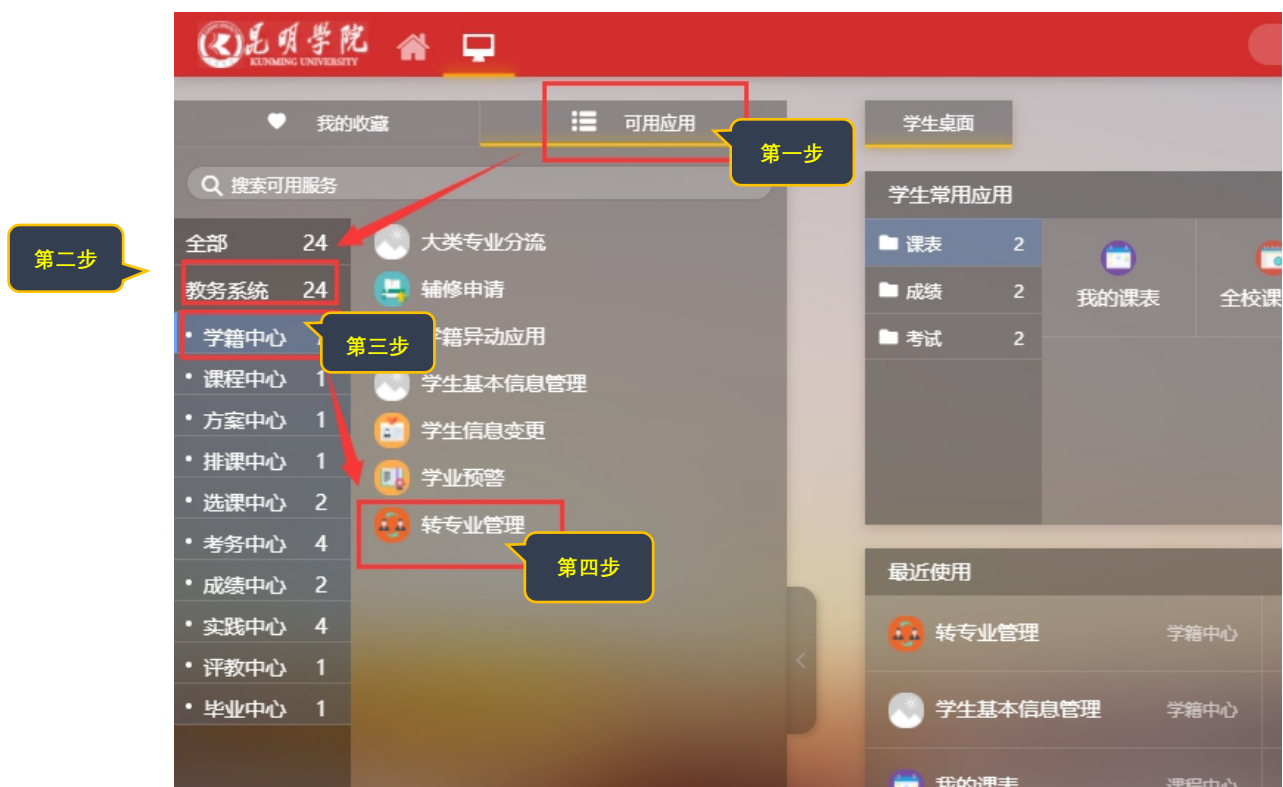 昆明学院
KUNMING UNIVERSITY
我的收藏
可用应用
第一步
搜索可用服务
第二步
全部 24
教务系统 24
学籍中心
第三步
课程中心 1
方案中心 1
排课中心 1
选课中心 2
考务中心 4
成绩中心 2
实践中心 4
评教中心 1
毕业中心 1
大类专业分流
辅修申请
学籍异动应用
学生基本信息管理
学生信息变更
学业预警
转专业管理
第四步
学生桌面
学生常用应用
课表 2
成绩 2
考试 2
我的课表
全校课
最近使用
转专业管理 学籍中心
学生基本信息管理 学籍中心
我的课表 课程中心